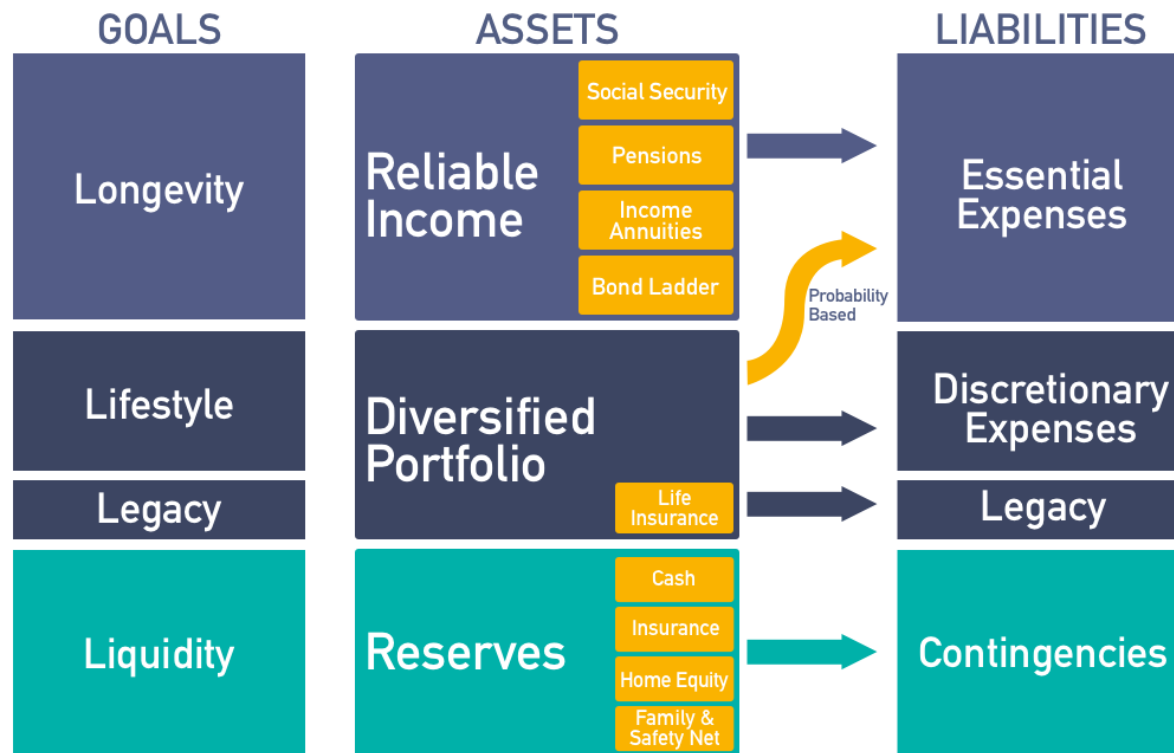 GOALS
ASSETS
LIABILITIES
Longevity
Reliable
Income
Social Security
Pensions
Income
Annuities
Bond Ladder
Essential
Expenses
Probability
Based
Lifestyle
Diversified
Portfolio
Discretionary
Expenses
Legacy
Life
Insurance
Legacy
Liquidity
Reserves
Cash
Insurance
Home Equity
Family &
Safety Net
Contingencies